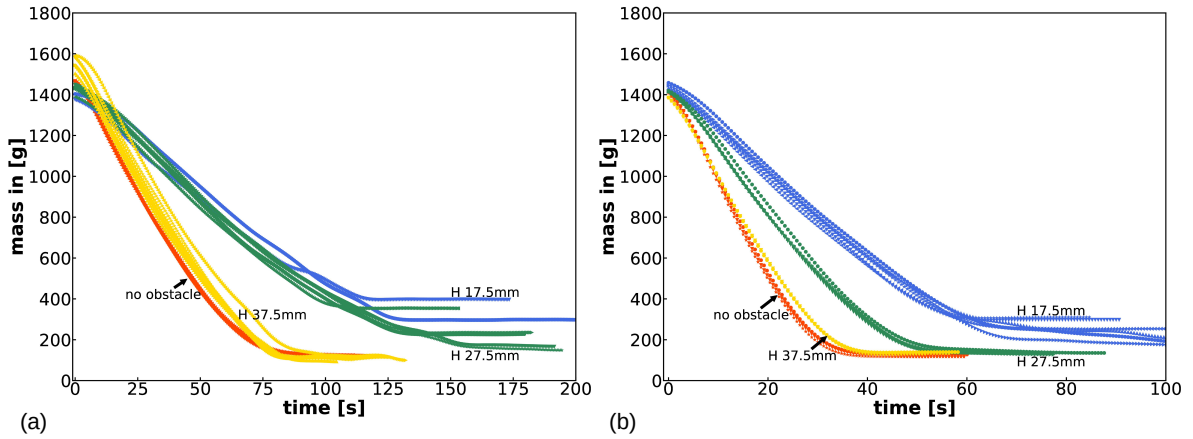 1800
1600
1400
1200
1000
800
600
400
200
0
mass in [g]
no obstacle
H 37.5mm
H 17.5mm
H 27.5mm
0 25 50 75 100 125 150 175 200
time [s]
(a)
1800
1600
1400
1200
1000
800
600
400
200
0
mass in [g]
no obstacle
H 37.5mm
H 17.5mm
H 27.5mm
0 20 40 60 80 100
time [s]
(b)